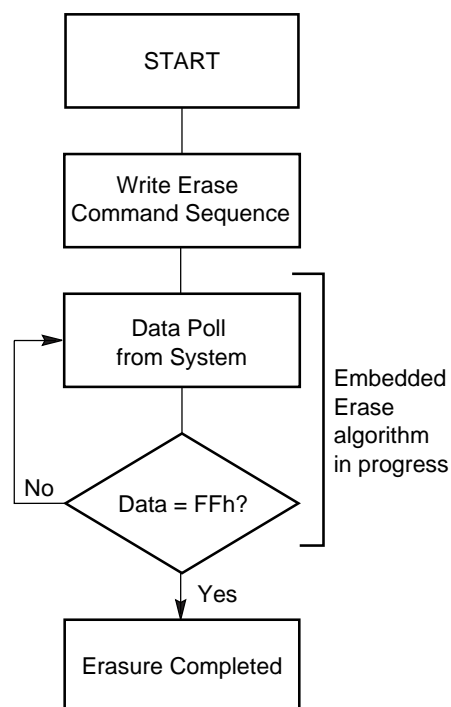 START
Write Erase
Command Sequence
Data Poll
from System
Embedded
Erase
algorithm
in progress
No
Data = FFh?
Yes
Erasure Completed